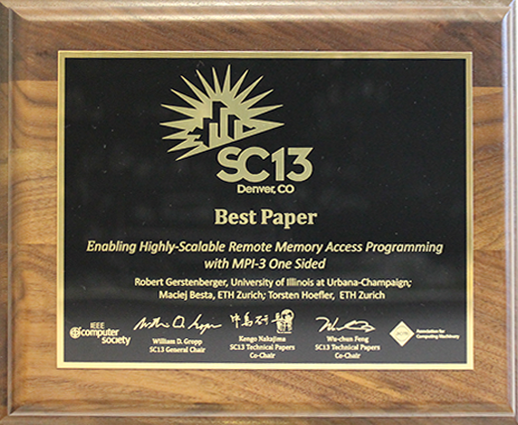 SC13
Denver, CO
Best Paper
Enabling Highly-Scalable Remote Memory Access Programming
with MPI-3 One Sided
Robert Gerstenberger, University of Illinois at Urbana-Champaign;
Maciej Besta, ETH Zurich; Torsten Hoefler, ETH Zurich
IEEE
computer
society
William D. Gropp
SC13 General Chair
Kengo Nakajima
SC13 Technical Papers
Co-Chair
Wu-chun Feng
SC13 Technical Papers
Co-Chair
acm
Association for
Computing Machinery